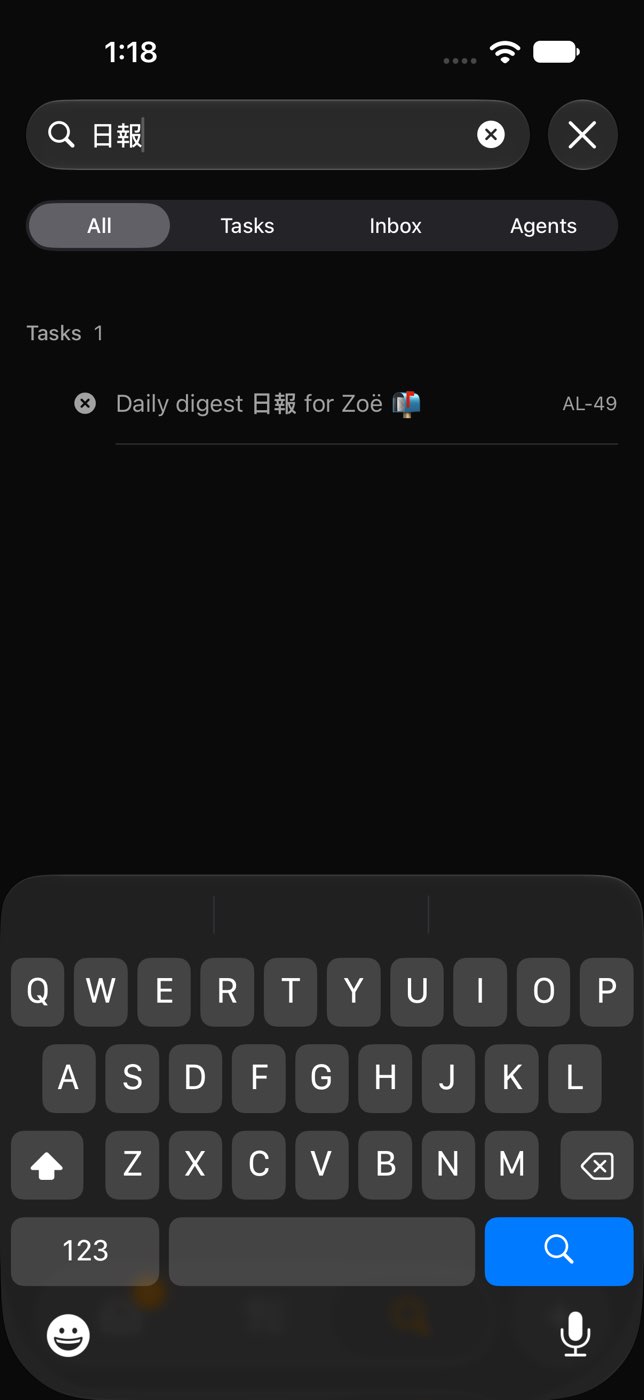 1:18
日報
All Tasks Inbox Agents
Tasks 1
Daily digest 日報 for Zoë 📬 AL-49
Q W E R T Y U I O P
A S D F G H J K L
Z X C V B N M
123